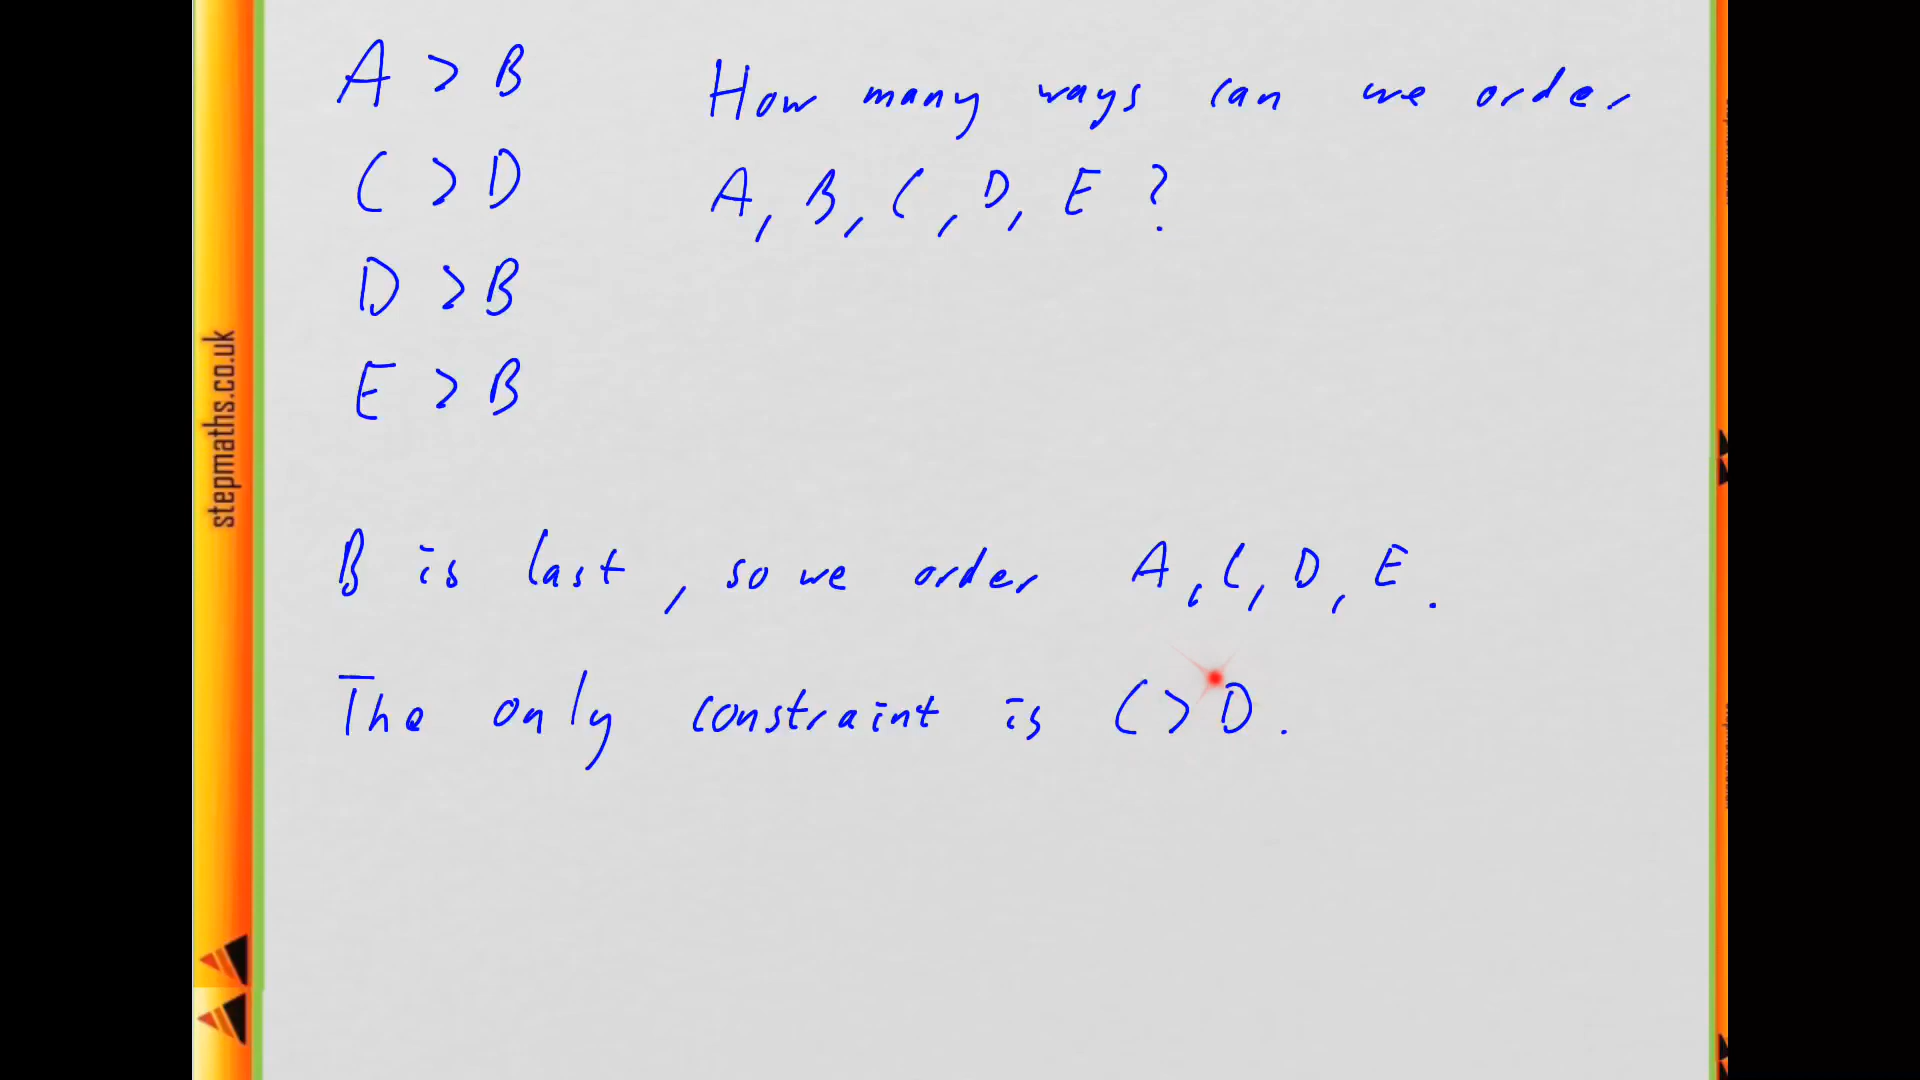 A > B
C > D
D > B
E > B
How many ways can we order
A, B, C, D, E ?
B is last, so we order A, C, D, E.
The only constraint is C > D.
stepmaths.co.uk